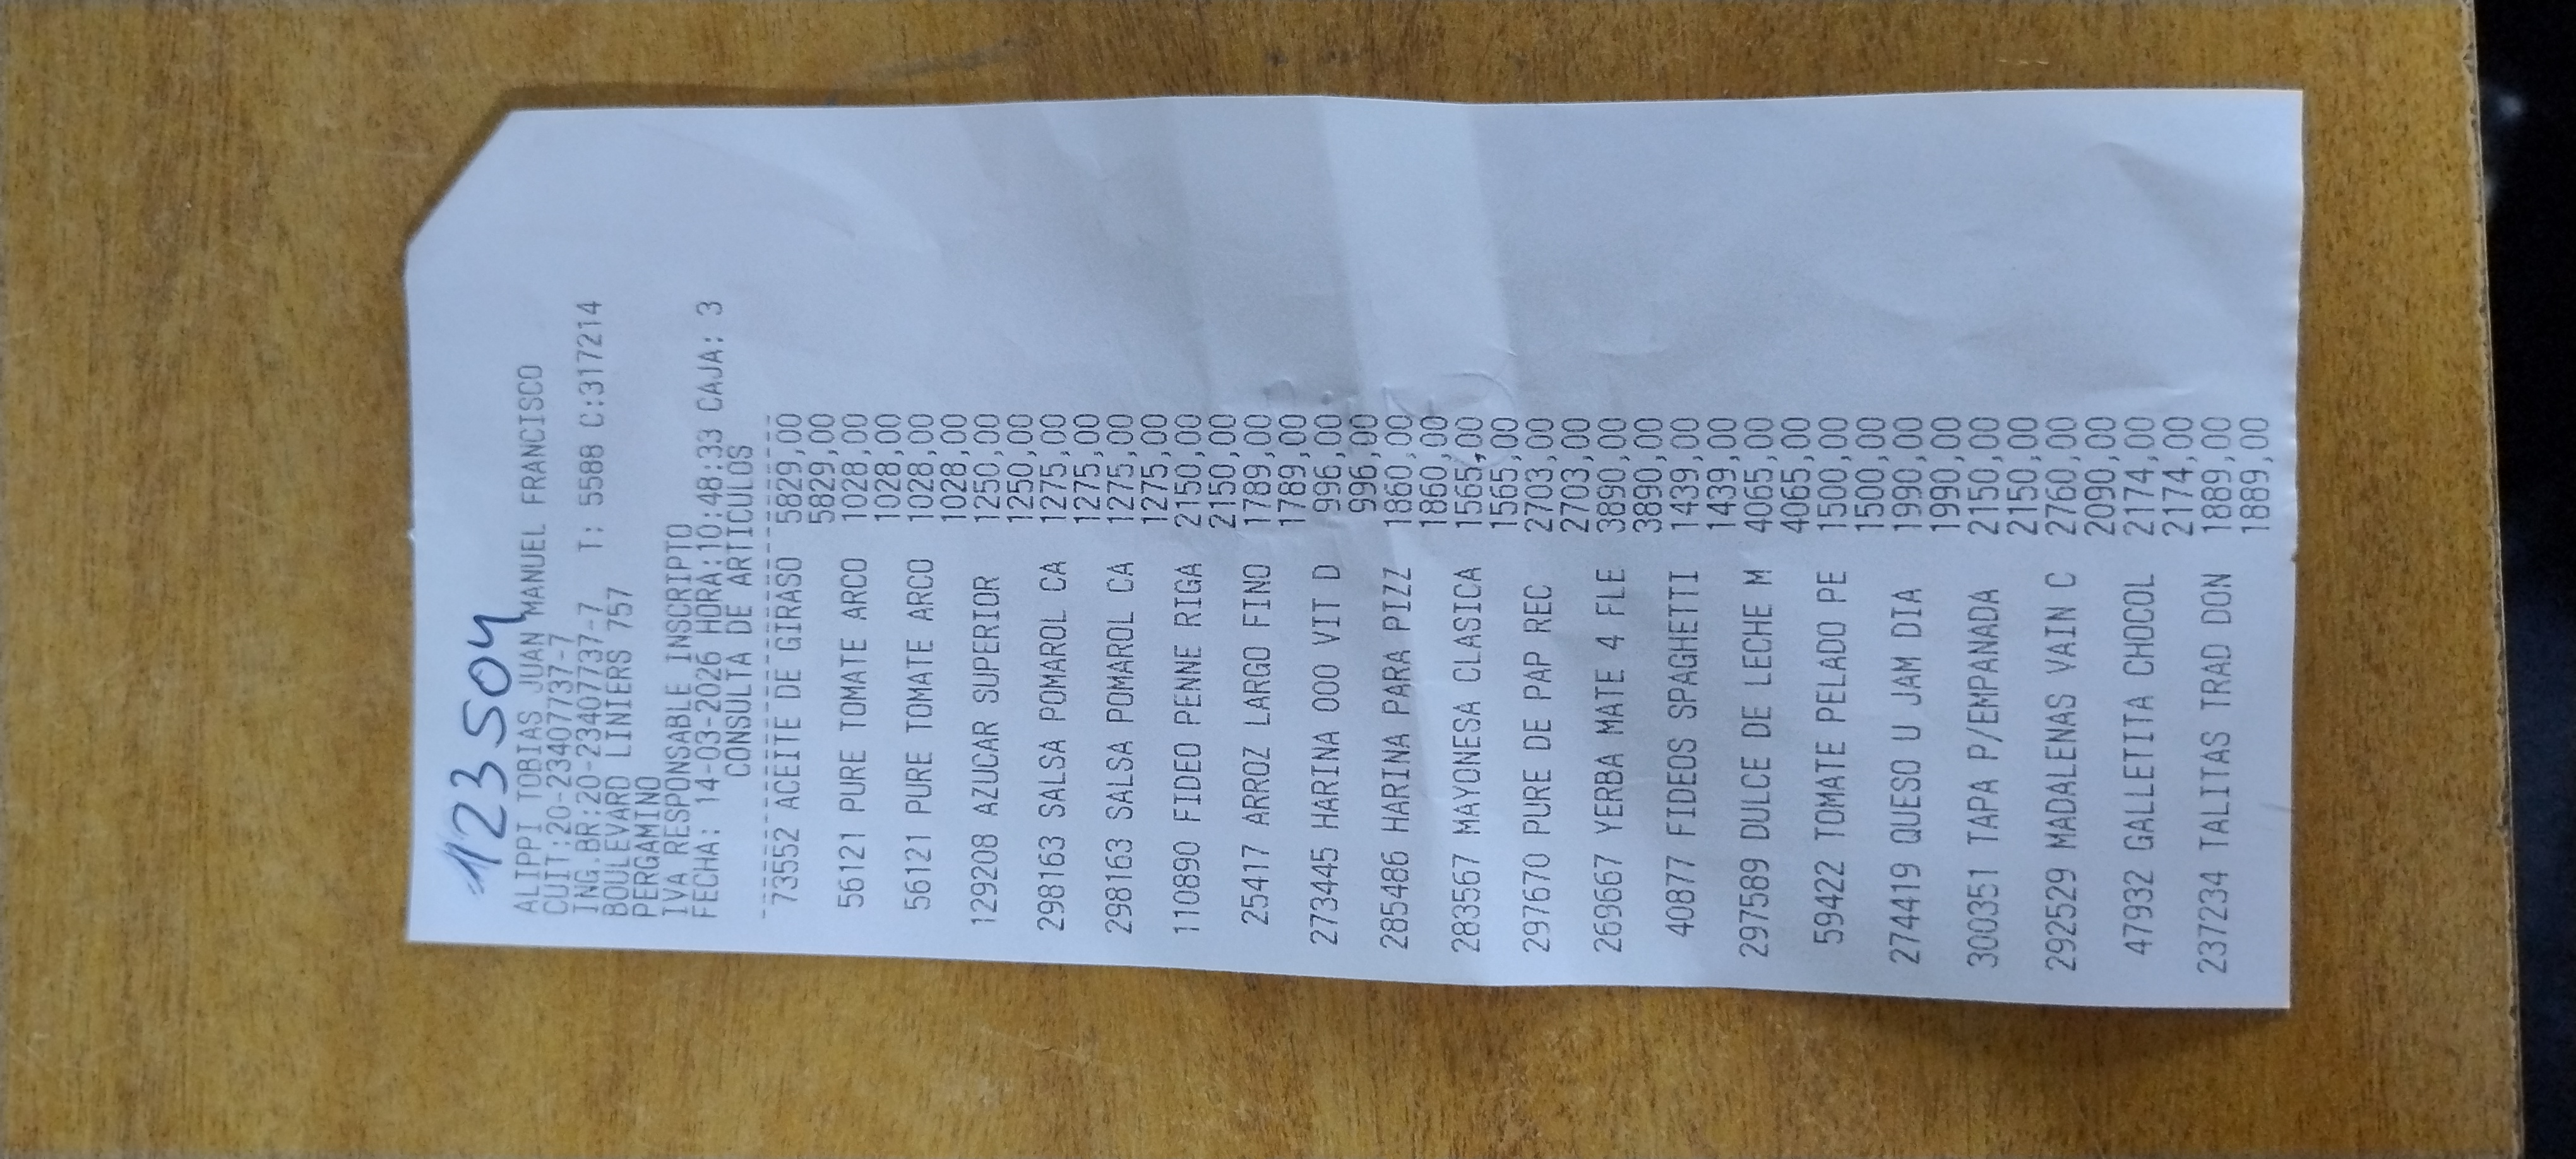 123504
ALIPPI TOBIAS JUAN MANUEL FRANCISCO
CUIT:20-23407737-7
ING.BR:20-23407737-7
BOULEVARD LINIERS 757 T: 5588 C:317214
PERGAMINO
IVA RESPONSABLE INSCRIPTO
FECHA: 14-03-2026 HORA:10:48:33 CAJA: 3
CONSULTA DE ARTICULOS
73552 ACEITE DE GIRASO 5829,00
5829,00
56121 PURE TOMATE ARCO 1028,00
1028,00
56121 PURE TOMATE ARCO 1028,00
1028,00
129208 AZUCAR SUPERIOR 1250,00
1250,00
298163 SALSA POMAROL CA 1275,00
1275,00
298163 SALSA POMAROL CA 1275,00
1275,00
110890 FIDEO PENNE RIGA 2150,00
2150,00
25417 ARROZ LARGO FINO 1789,00
1789,00
273445 HARINA 000 VIT D 996,00
996,00
285486 HARINA PARA PIZZ 1860,00
1860,00
283567 MAYONESA CLASICA 1565,00
1565,00
297670 PURE DE PAP REC 2703,00
2703,00
269667 YERBA MATE 4 FLE 3890,00
3890,00
40877 FIDEOS SPAGHETTI 1439,00
1439,00
297589 DULCE DE LECHE M 4065,00
4065,00
59422 TOMATE PELADO PE 1500,00
1500,00
274419 QUESO U JAM DIA 1990,00
1990,00
300351 TAPA P/EMPANADA 2150,00
2150,00
292529 MADALENAS VAIN C 2760,00
2090,00
47932 GALLETITA CHOCOL 2174,00
2174,00
237234 TALITAS TRAD DON 1889,00
1889,00